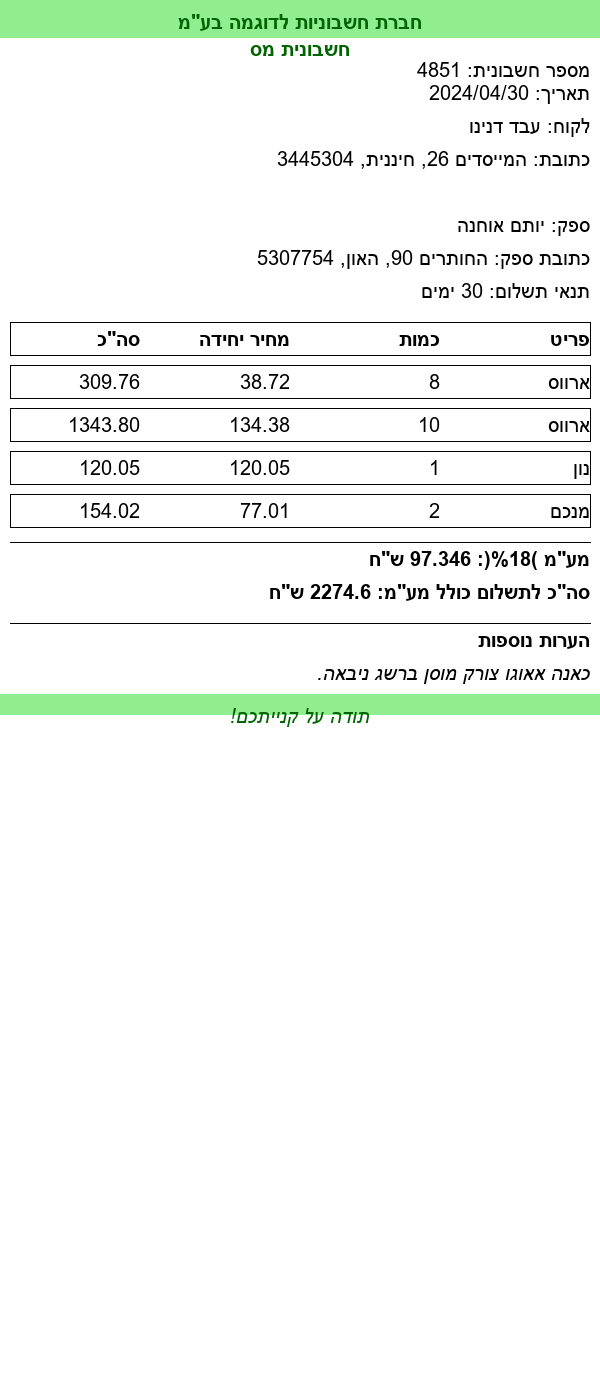 חברת חשבוניות לדוגמה בע"מ
חשבונית מס
מספר חשבונית: 4851
תאריך: 2024/04/30
לקוח: עבד דנינו
כתובת: המייסדים 26, חיננית, 3445304
ספק: יותם אוחנה
כתובת ספק: החותרים 90, האון, 5307754
תנאי תשלום: 30 ימים
פריט כמות מחיר יחידה סה"כ
ארווס 8 38.72 309.76
ארווס 10 134.38 1343.80
נון 1 120.05 120.05
מנכם 2 77.01 154.02
מע"מ )18%(: 97.346 ש"ח
סה"כ לתשלום כולל מע"מ: 2274.6 ש"ח
הערות נוספות
כאנה אאוגו צורק מוסן ברשג ניבאה.
תודה על קנייתכם!